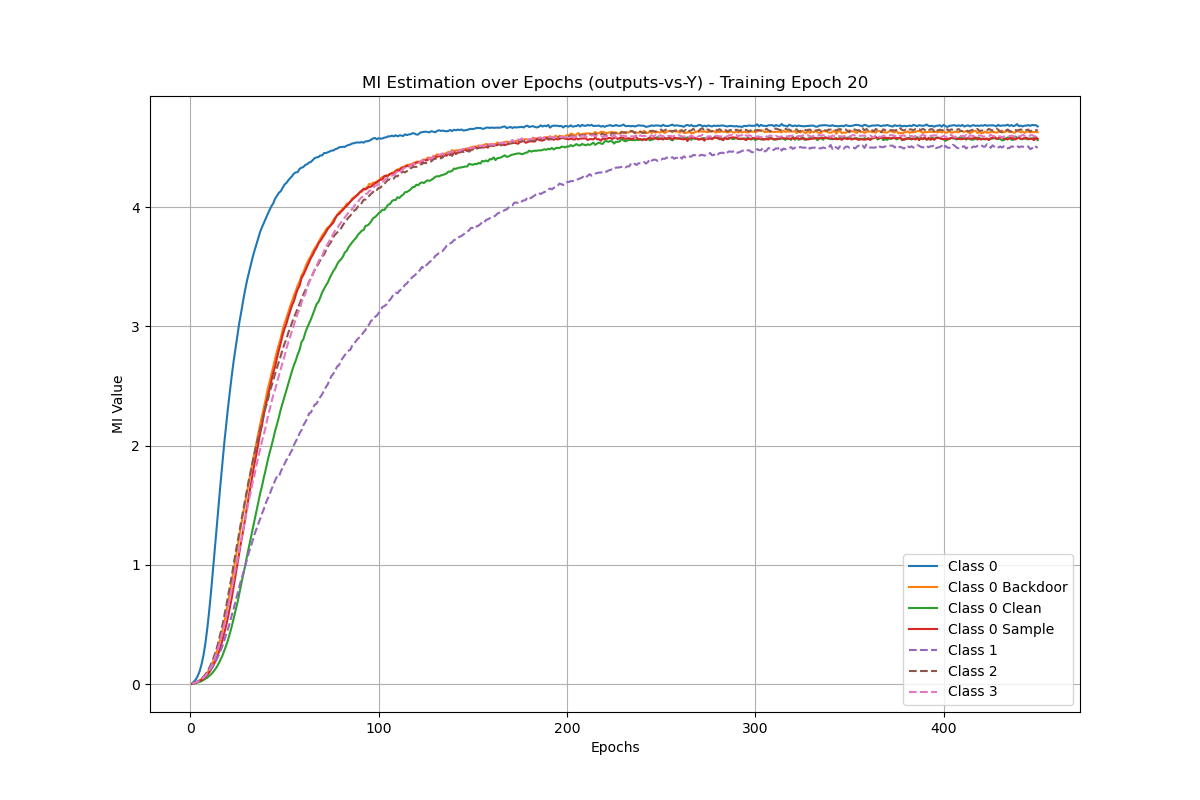 MI Estimation over Epochs (outputs-vs-Y) - Training Epoch 20
MI Value
4
3
2
1
0
0 100 200 300 400
Epochs
Class 0
Class 0 Backdoor
Class 0 Clean
Class 0 Sample
Class 1
Class 2
Class 3